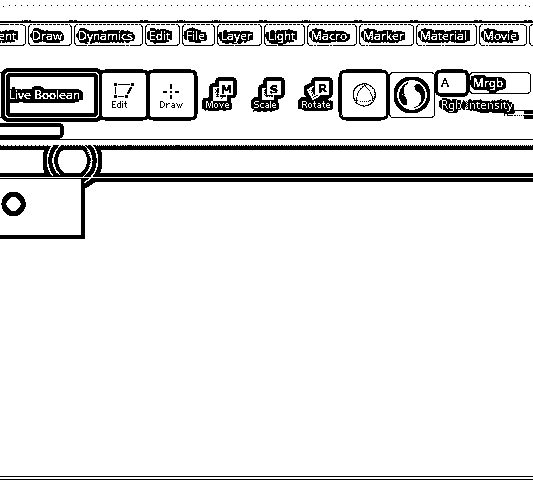 ent Draw Dynamics Edit File Layer Light Macro Marker Material Movie
Live Boolean Edit Draw Move M Scale S Rotate R A Mrgb
Rgb Intensity